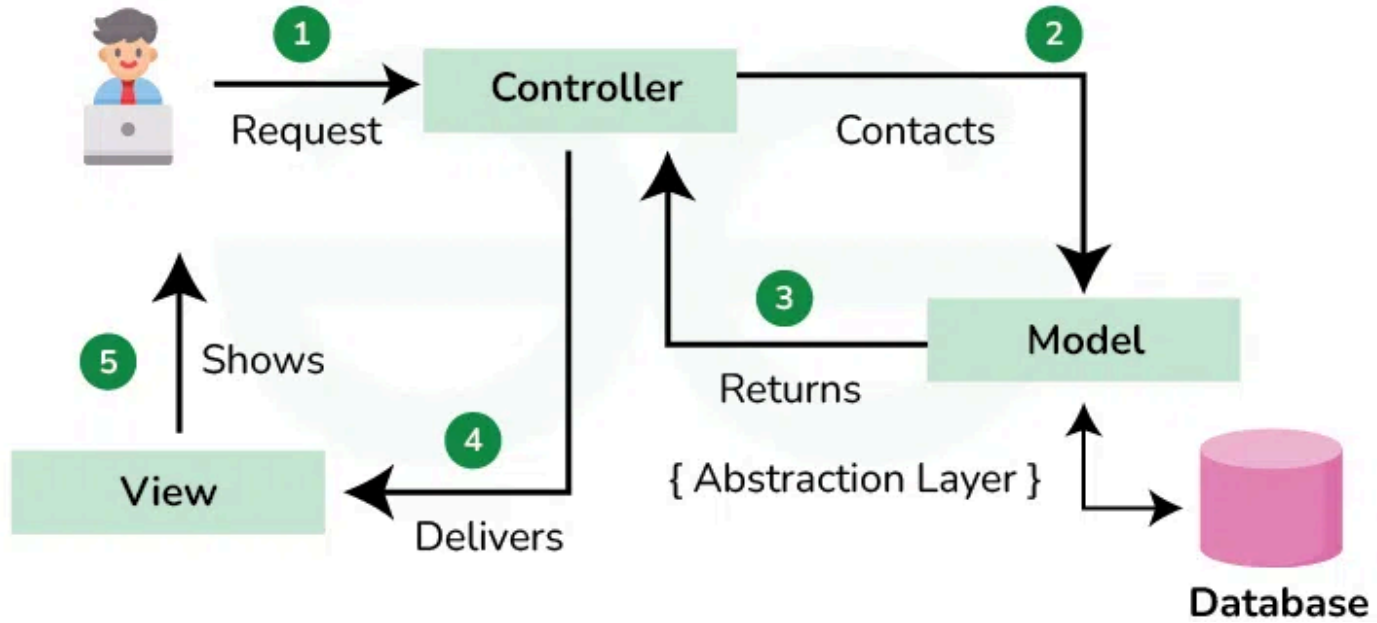 1
Request
Controller
2
Contacts
3
Returns
Model
5
Shows
4
Delivers
View
{ Abstraction Layer }
Database